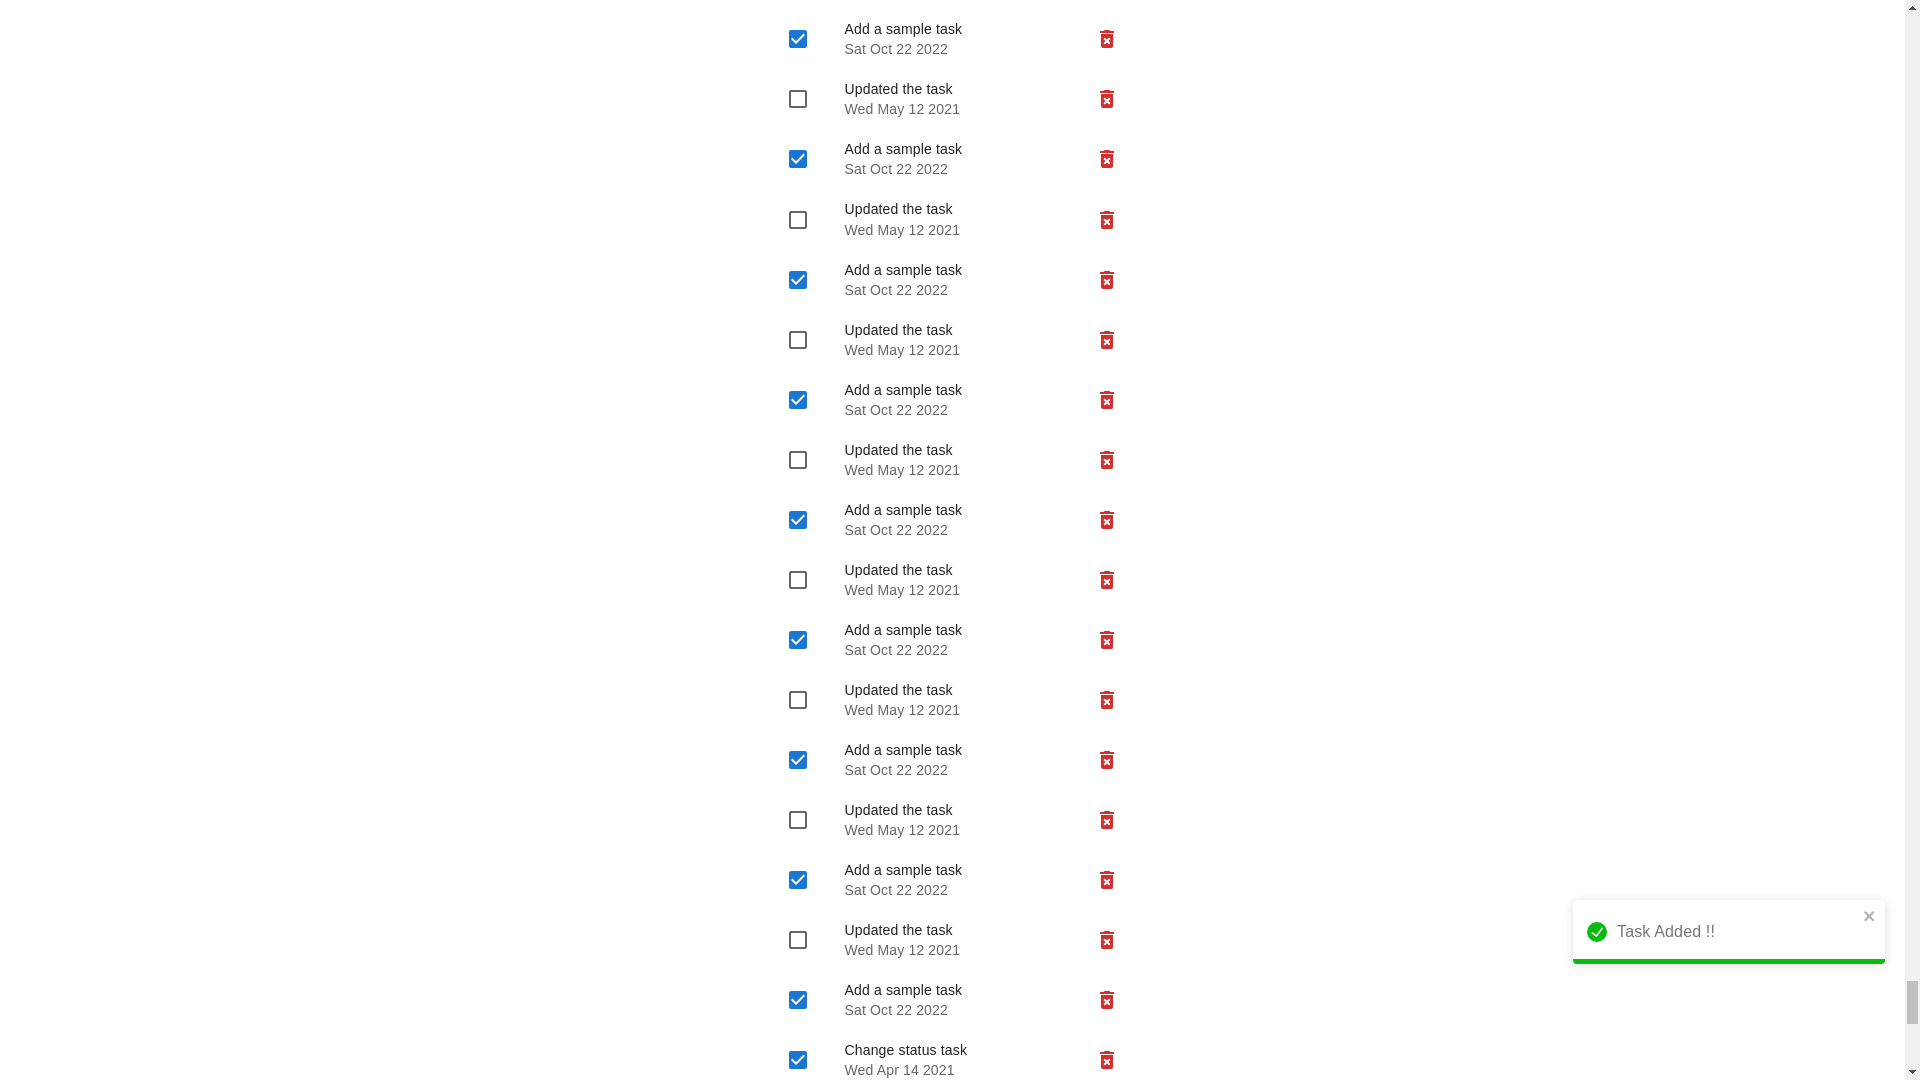 Add a sample task
Sat Oct 22 2022
Updated the task
Wed May 12 2021
Add a sample task
Sat Oct 22 2022
Updated the task
Wed May 12 2021
Add a sample task
Sat Oct 22 2022
Updated the task
Wed May 12 2021
Add a sample task
Sat Oct 22 2022
Updated the task
Wed May 12 2021
Add a sample task
Sat Oct 22 2022
Updated the task
Wed May 12 2021
Add a sample task
Sat Oct 22 2022
Updated the task
Wed May 12 2021
Add a sample task
Sat Oct 22 2022
Updated the task
Wed May 12 2021
Add a sample task
Sat Oct 22 2022
Updated the task
Wed May 12 2021
Add a sample task
Sat Oct 22 2022
Change status task
Wed Apr 14 2021
Task Added !!